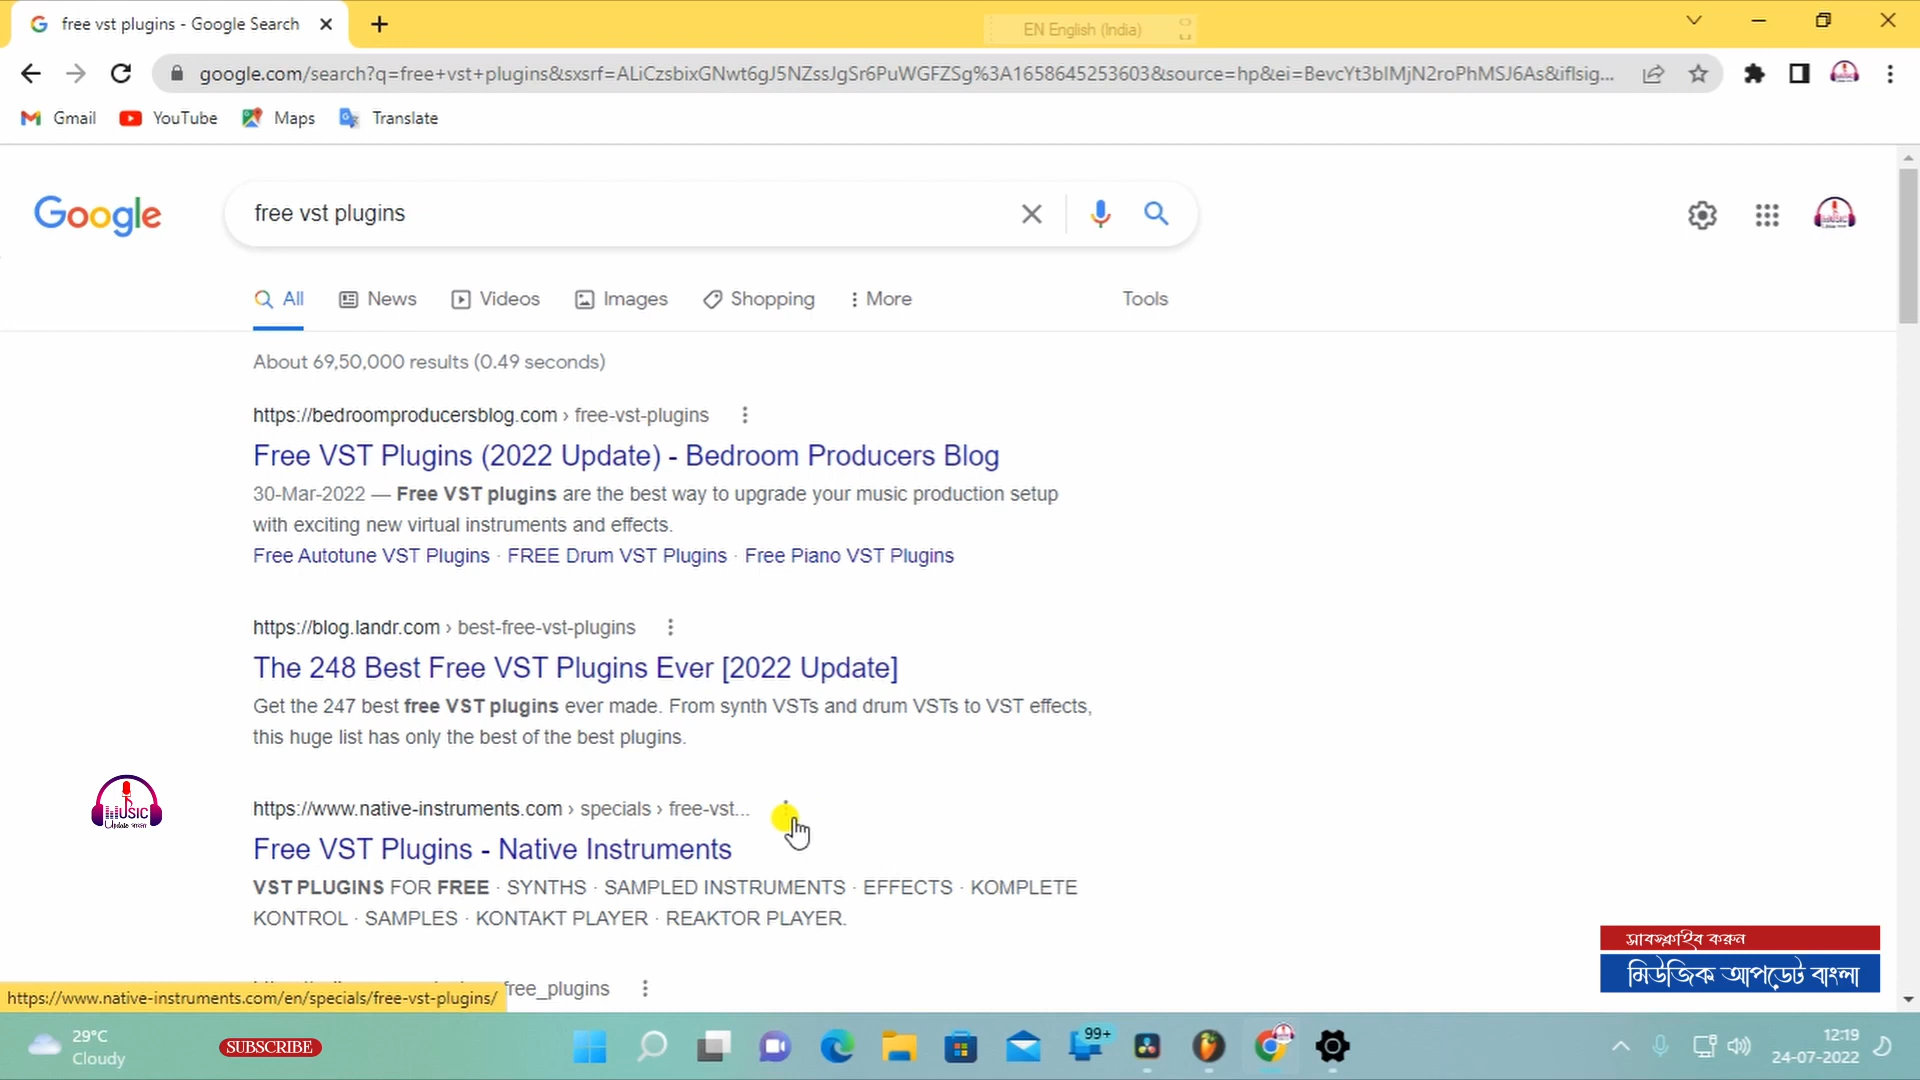 free vst plugins - Google Search
EN English (India)
google.com/search?q=free+vst+plugins&sxsrf=ALiCzsbixGNwt6gJ5NZssJgSr6PuWGFZSg%3A1658645253603&source=hp&ei=BevcYt3bIMjN2roPhMSJ6As&iflsig...
Gmail YouTube Maps Translate
Google
free vst plugins
All News Videos Images Shopping More Tools
About 69,50,000 results (0.49 seconds)
https://bedroomproducersblog.com › free-vst-plugins
Free VST Plugins (2022 Update) - Bedroom Producers Blog
30-Mar-2022 — Free VST plugins are the best way to upgrade your music production setup
with exciting new virtual instruments and effects.
Free Autotune VST Plugins · FREE Drum VST Plugins · Free Piano VST Plugins
https://blog.landr.com › best-free-vst-plugins
The 248 Best Free VST Plugins Ever [2022 Update]
Get the 247 best free VST plugins ever made. From synth VSTs and drum VSTs to VST effects,
this huge list has only the best of the best plugins.
MUSIC
Update বাংলা
https://www.native-instruments.com › specials › free-vst...
Free VST Plugins - Native Instruments
VST PLUGINS FOR FREE · SYNTHS · SAMPLED INSTRUMENTS · EFFECTS · KOMPLETE
KONTROL · SAMPLES · KONTAKT PLAYER · REAKTOR PLAYER.
সাবস্ক্রাইব করুন
মিউজিক আপডেট বাংলা
free_plugins
https://www.native-instruments.com/en/specials/free-vst-plugins/
29°C
Cloudy
SUBSCRIBE
99+
12:19
24-07-2022